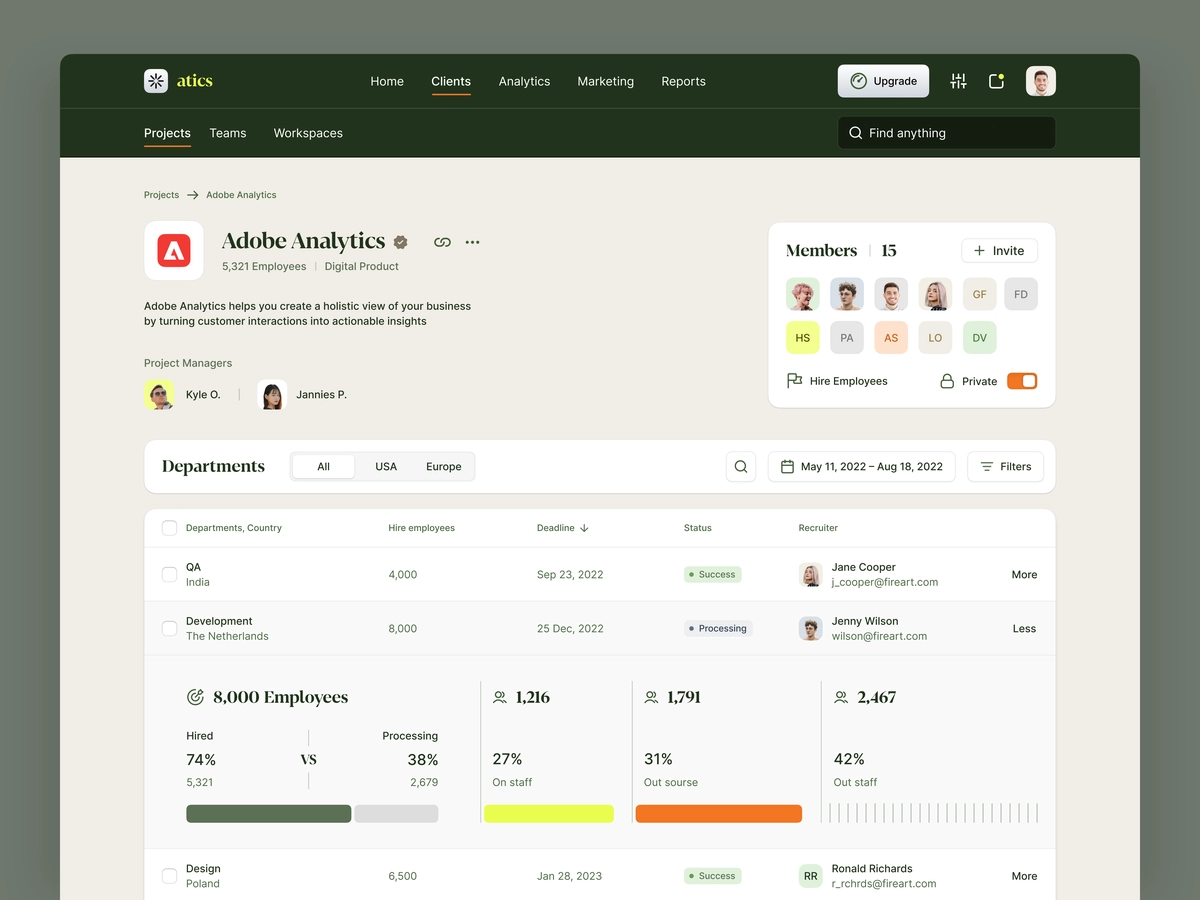 atics
Home Clients Analytics Marketing Reports
Upgrade
Projects Teams Workspaces
Find anything
Projects → Adobe Analytics
Adobe Analytics
5,321 Employees | Digital Product
Adobe Analytics helps you create a holistic view of your business
by turning customer interactions into actionable insights
Project Managers
Kyle O. | Jannies P.
Members | 15
+ Invite
GF FD
HS PA AS LO DV
Hire Employees
Private
Departments
All USA Europe
May 11, 2022 – Aug 18, 2022
Filters
Departments, Country Hire employees Deadline ↓ Status Recruiter
QA
India
4,000
Sep 23, 2022
Success
Jane Cooper
j_cooper@fireart.com
More
Development
The Netherlands
8,000
25 Dec, 2022
Processing
Jenny Wilson
wilson@fireart.com
Less
8,000 Employees
Hired Processing
74% VS 38%
5,321 2,679
1,216
27%
On staff
1,791
31%
Out sourse
2,467
42%
Out staff
Design
Poland
6,500
Jan 28, 2023
Success
RR
Ronald Richards
r_rchrds@fireart.com
More